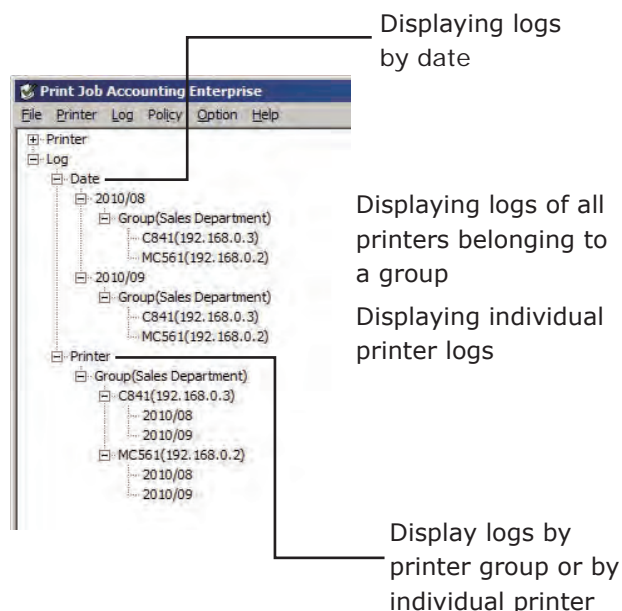 Displaying logs
by date
Print Job Accounting Enterprise
File Printer Log Policy Option Help
Printer
Log
Date
2010/08
Group(Sales Department)
C841(192.168.0.3)
MC561(192.168.0.2)
2010/09
Group(Sales Department)
C841(192.168.0.3)
MC561(192.168.0.2)
Displaying logs of all
printers belonging to
a group
Displaying individual
printer logs
Printer
Group(Sales Department)
C841(192.168.0.3)
2010/08
2010/09
MC561(192.168.0.2)
2010/08
2010/09
Display logs by
printer group or by
individual printer